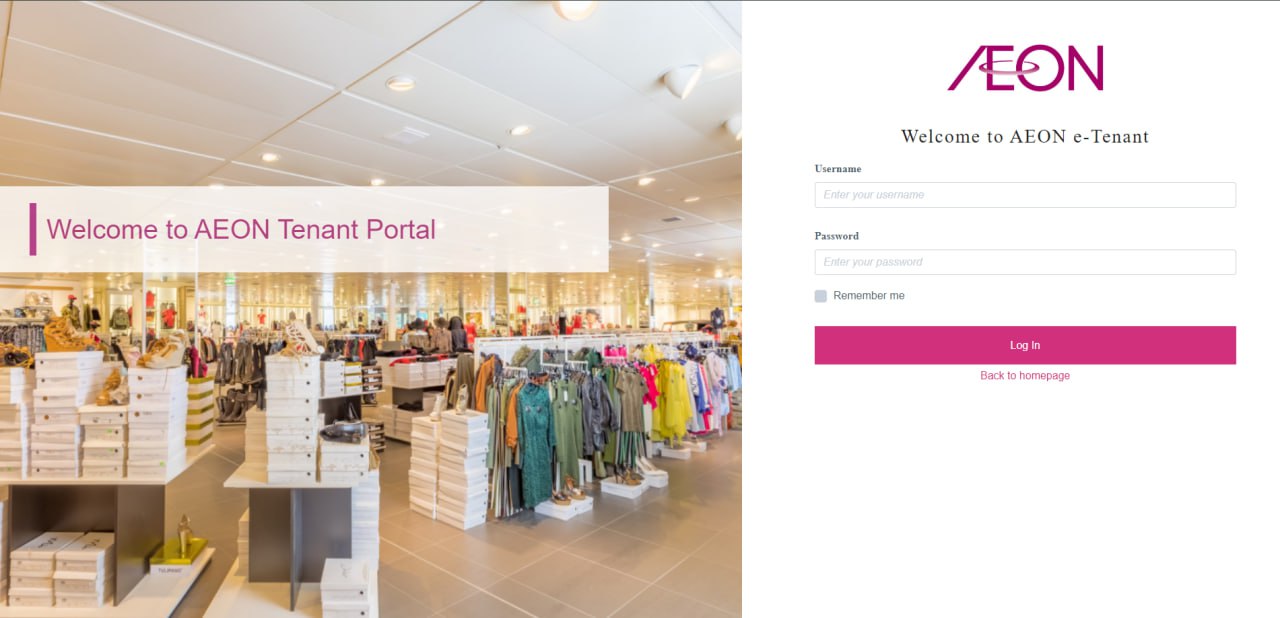 Welcome to AEON Tenant Portal
ÆON
Welcome to AEON e-Tenant
Username
Enter your username
Password
Enter your password
Remember me
Log In
Back to homepage